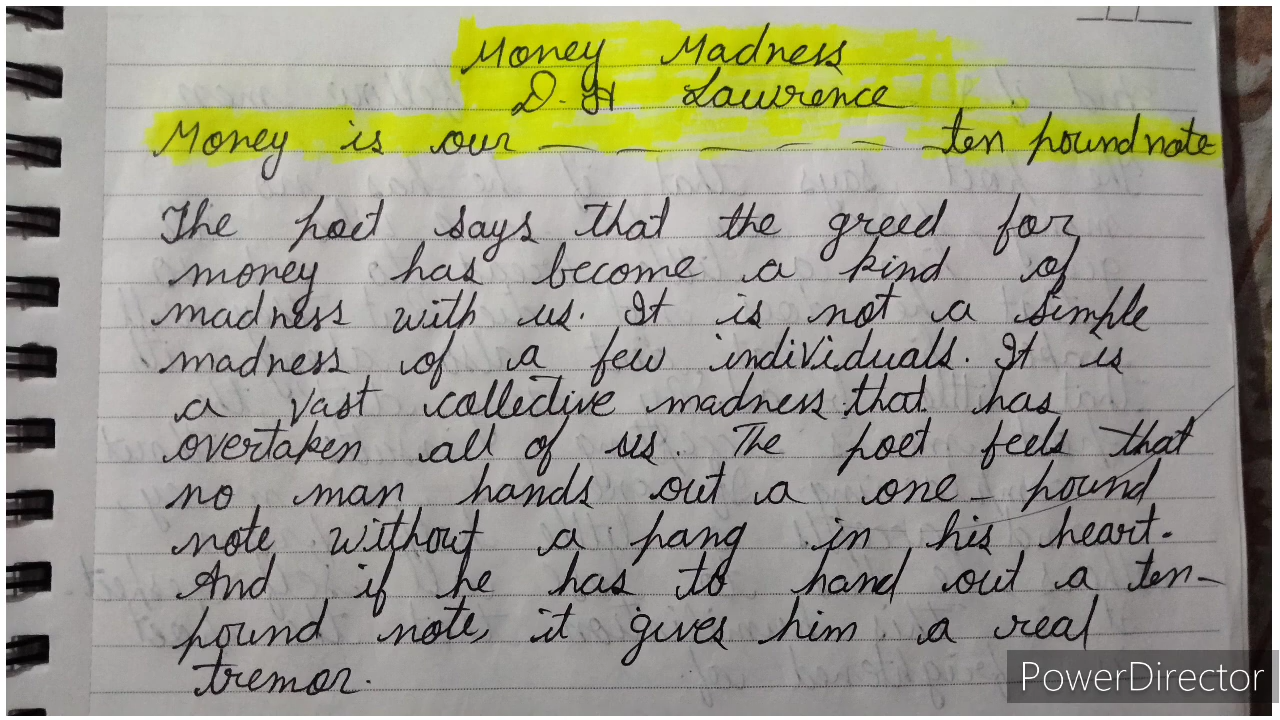 Money Madness
D. H Lawrence
Money is our _ _ _ _ _ _ _ ten pound note
The poet says that the greed for
money has become a kind of
madness with us. It is not a simple
madness of a few individuals. It is
a vast collective madness that has
overtaken all of us. The poet feels that
no man hands out a one- pound
note without a pang in his heart.
And if he has to hand out a ten-
pound note, it gives him a real
tremor.
PowerDirector